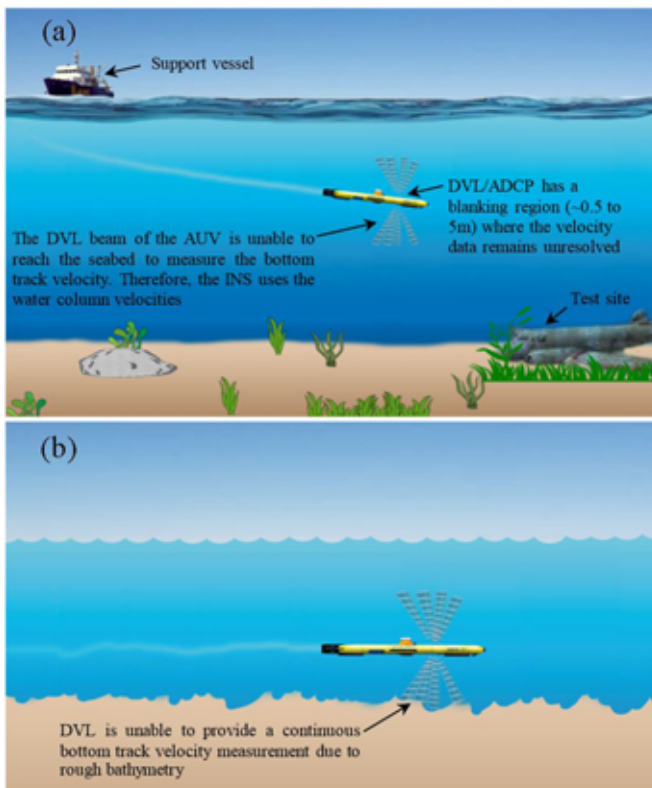 (a)
Support vessel
DVL/ADCP has a
blanking region (~0.5 to
5m) where the velocity
data remains unresolved
The DVL beam of the AUV is unable to
reach the seabed to measure the bottom
track velocity. Therefore, the INS uses the
water column velocities
Test site
(b)
DVL is unable to provide a continuous
bottom track velocity measurement due to
rough bathymetry